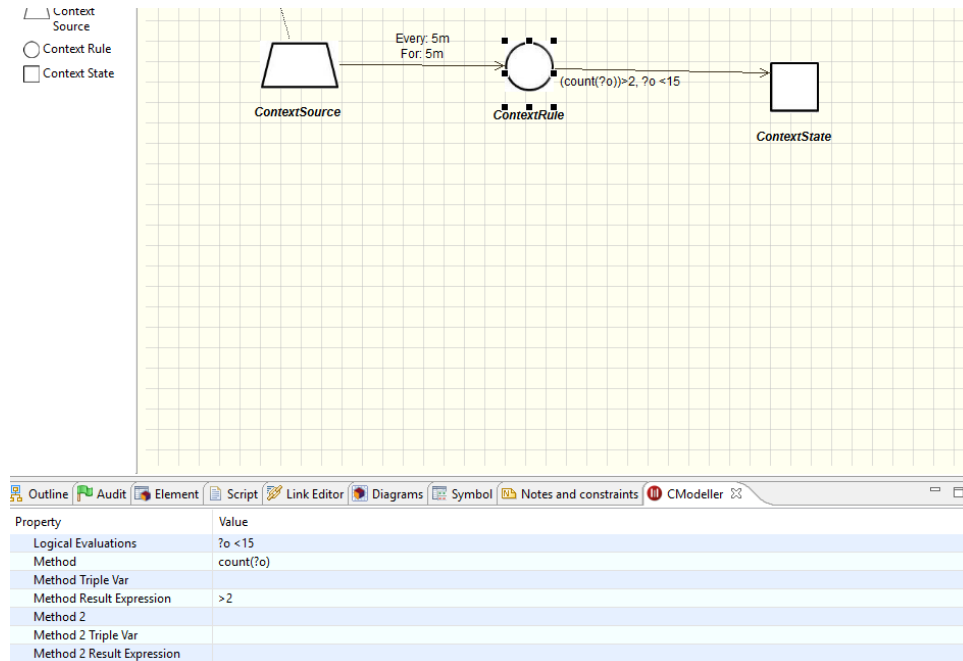 Context
Source
Context Rule
Context State
Every: 5m
For: 5m
(count(?o))>2, ?o <15
ContextSource
ContextRule
ContextState
Outline Audit Element Script Link Editor Diagrams Symbol Notes and constraints CModeller
Property Value
Logical Evaluations ?o <15
Method count(?o)
Method Triple Var
Method Result Expression >2
Method 2
Method 2 Triple Var
Method 2 Result Expression